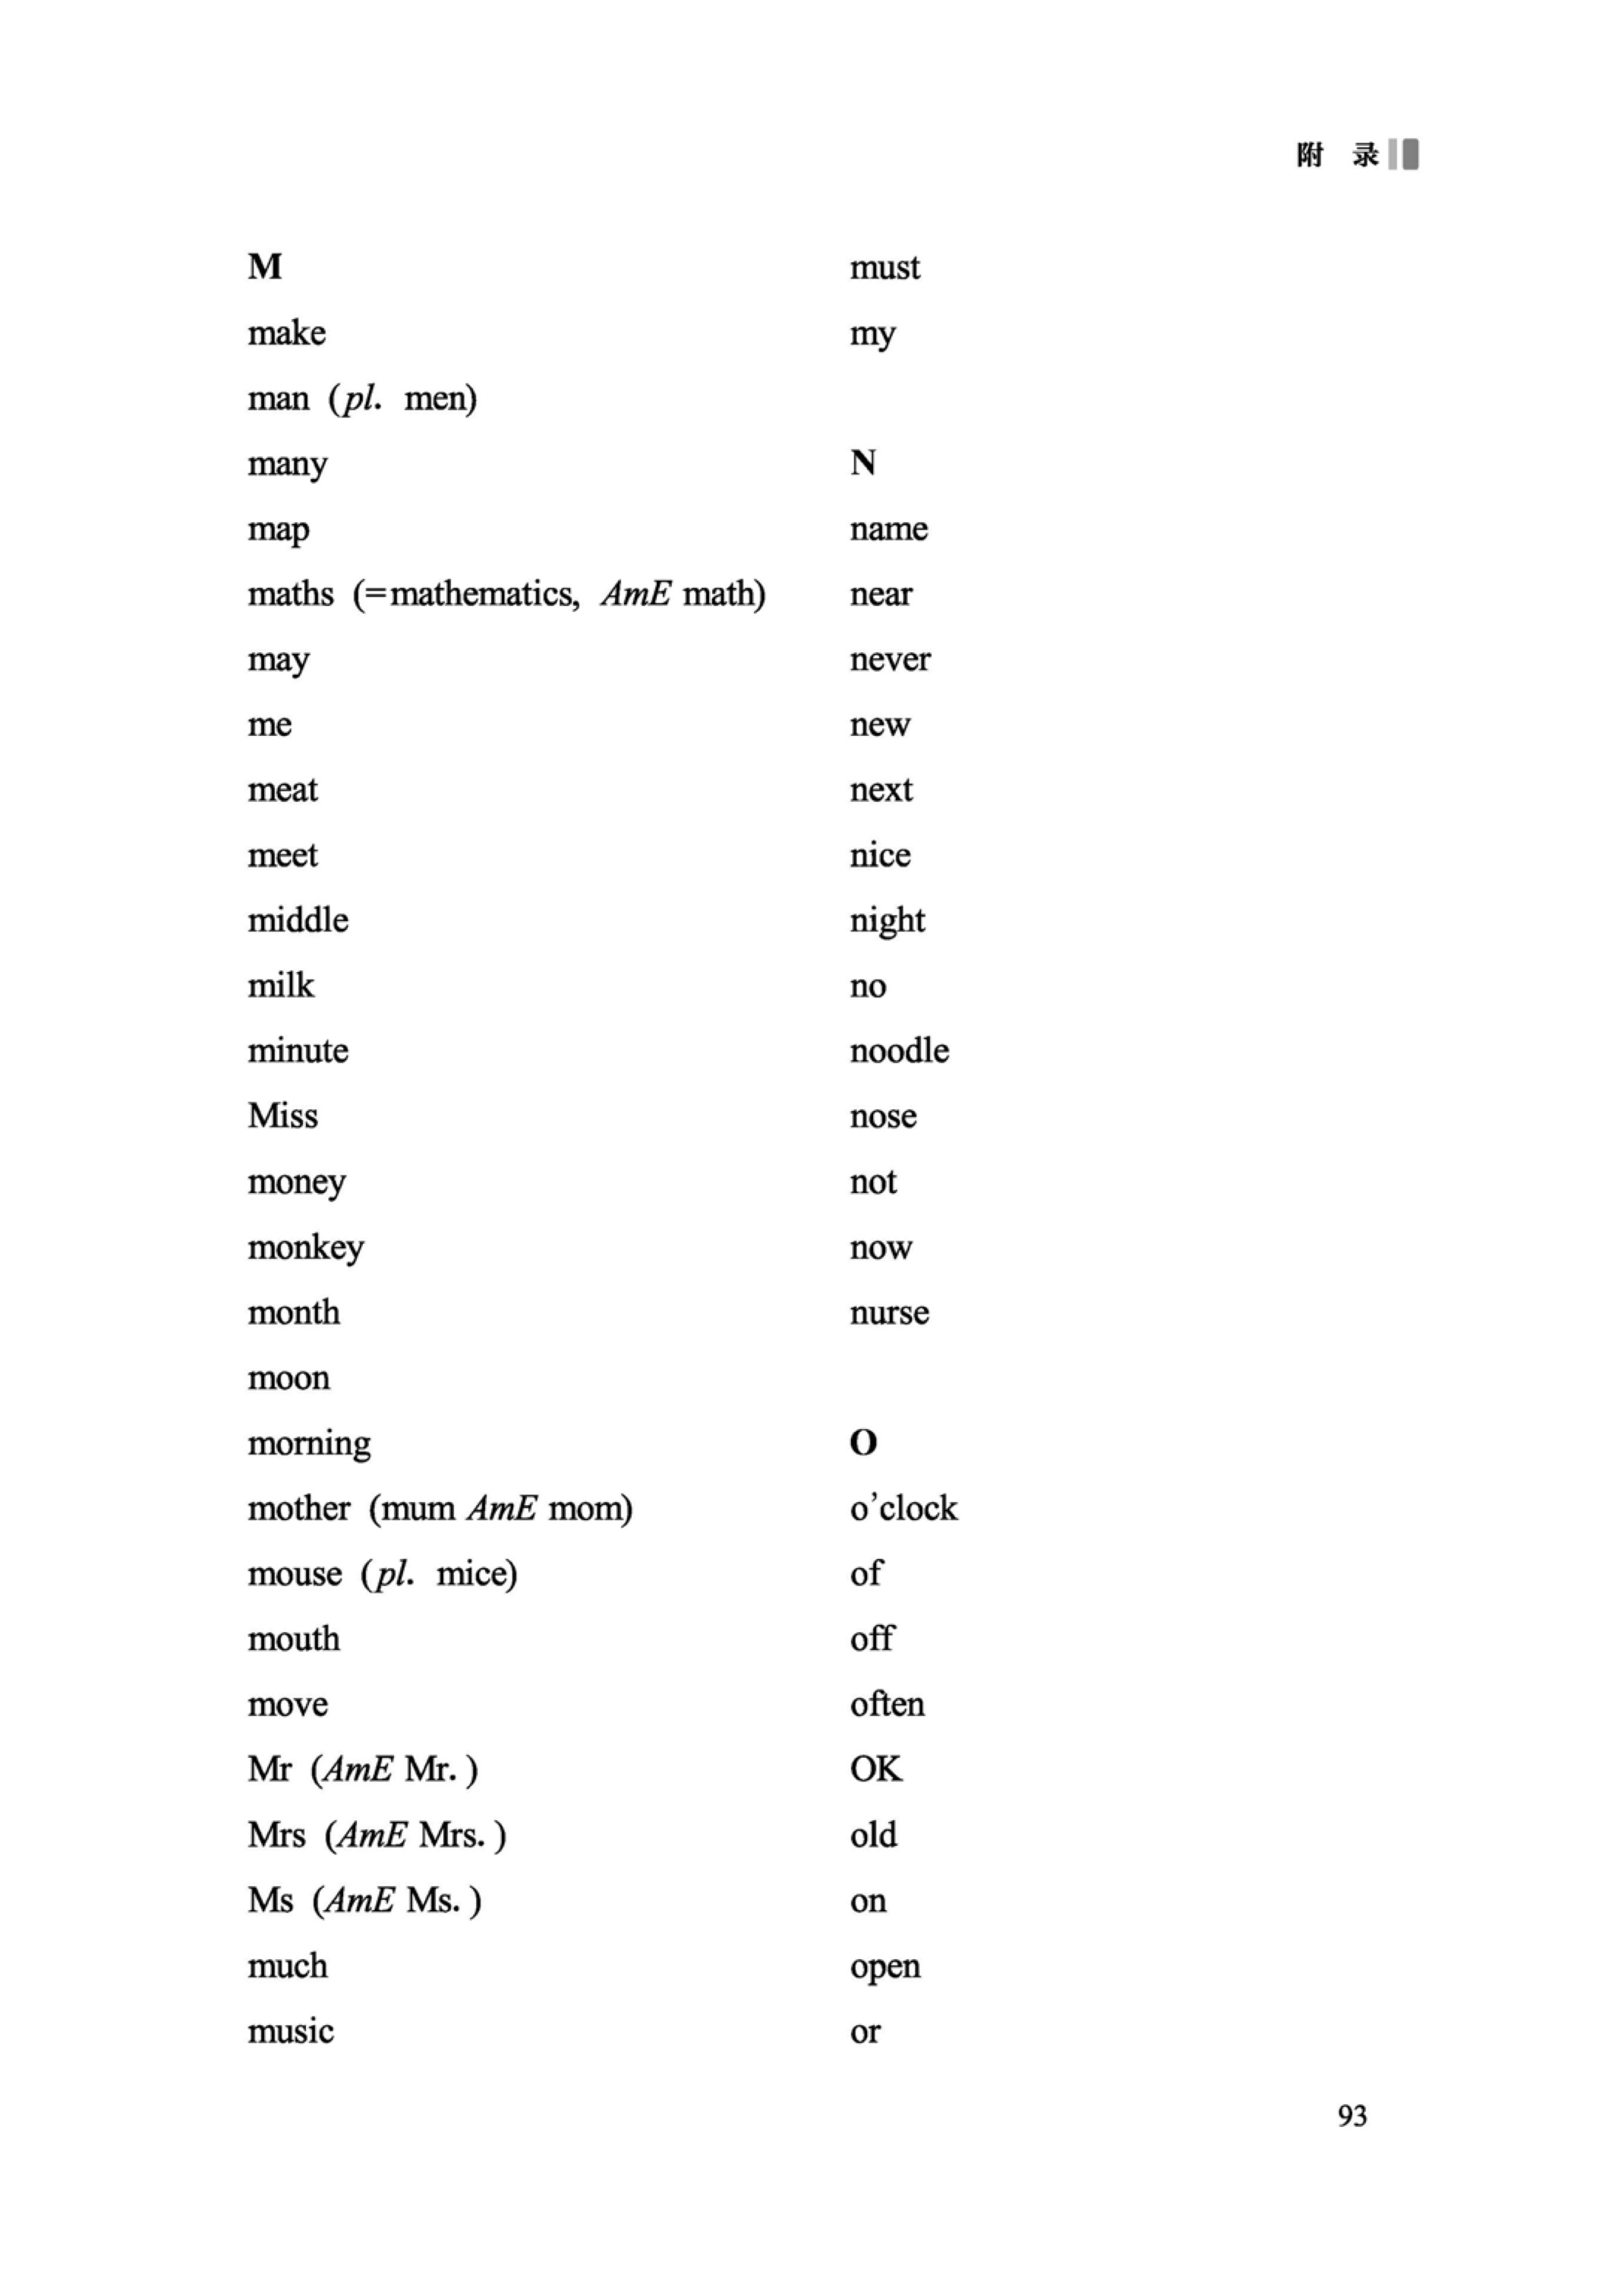 附 录
M
make
man (pl. men)
many
map
maths (=mathematics, AmE math)
may
me
meat
meet
middle
milk
minute
Miss
money
monkey
month
moon
morning
mother (mum AmE mom)
mouse (pl. mice)
mouth
move
Mr (AmE Mr. )
Mrs (AmE Mrs. )
Ms (AmE Ms. )
much
music
must
my
N
name
near
never
new
next
nice
night
no
noodle
nose
not
now
nurse
O
o’clock
of
off
often
OK
old
on
open
or
93